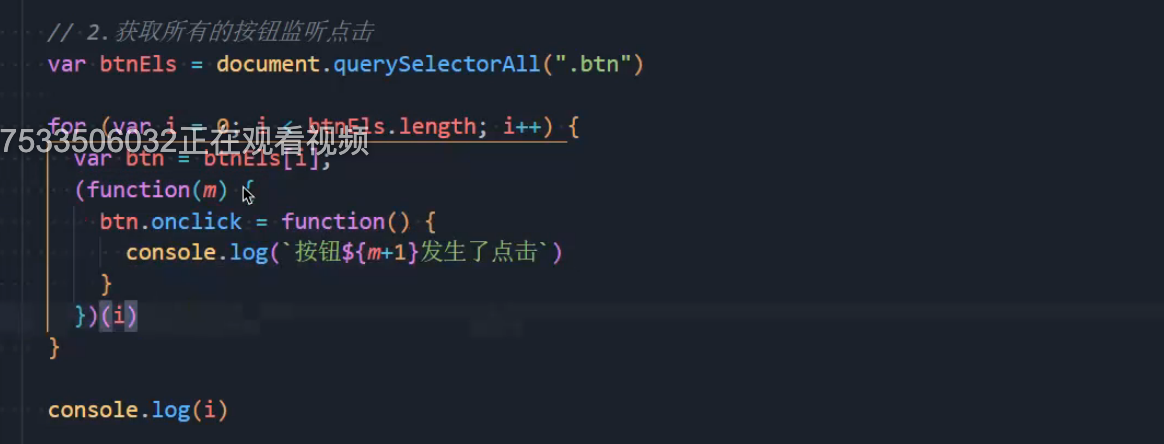 // 2.获取所有的按钮监听点击
var btnEls = document.querySelectorAll(".btn")
for (var i = 0; i < btnEls.length; i++) {
7533506032正在观看视频
var btn = btnEls[i];
(function(m) {
btn.onclick = function() {
console.log(`按钮${m+1}发生了点击`)
}
})(i)
}
console.log(i)